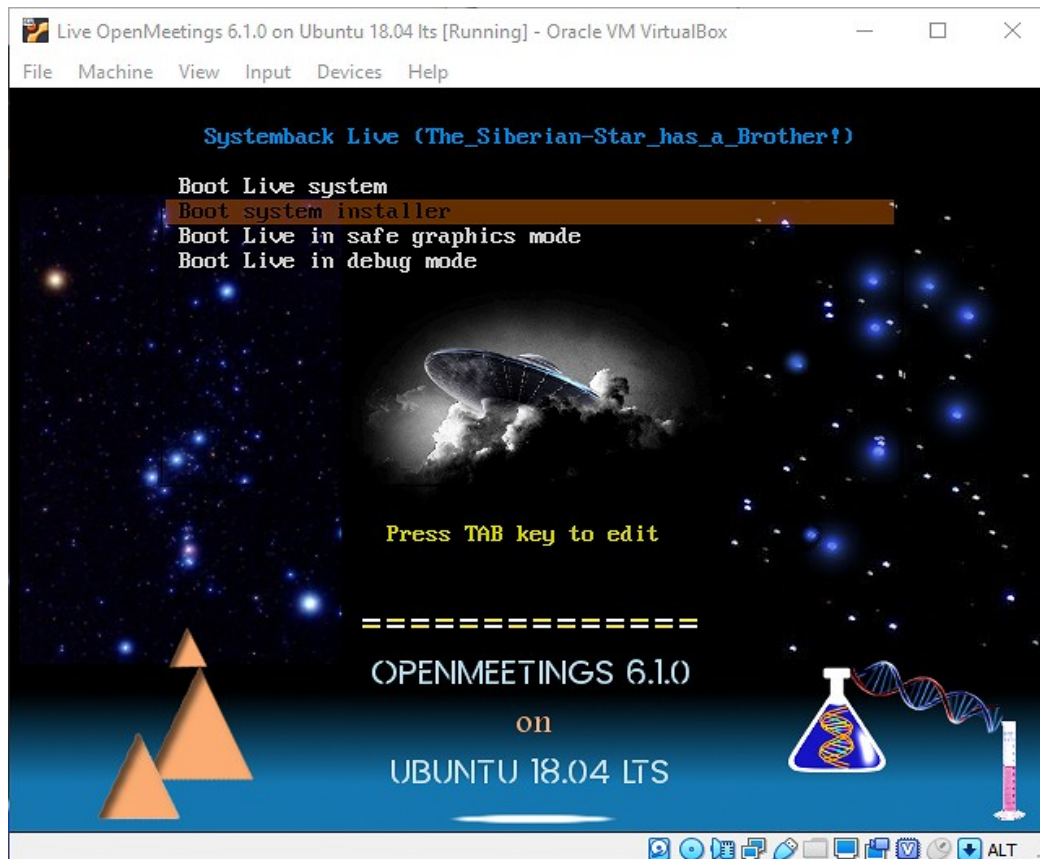 Live OpenMeetings 6.1.0 on Ubuntu 18.04 lts [Running] - Oracle VM VirtualBox
File Machine View Input Devices Help
Systemback Live (The_Siberian-Star_has_a_Brother!)
Boot Live system
Boot system installer
Boot Live in safe graphics mode
Boot Live in debug mode
Press TAB key to edit
==============
OPENMEETINGS 6.1.0
on
UBUNTU 18.04 LTS
ALT